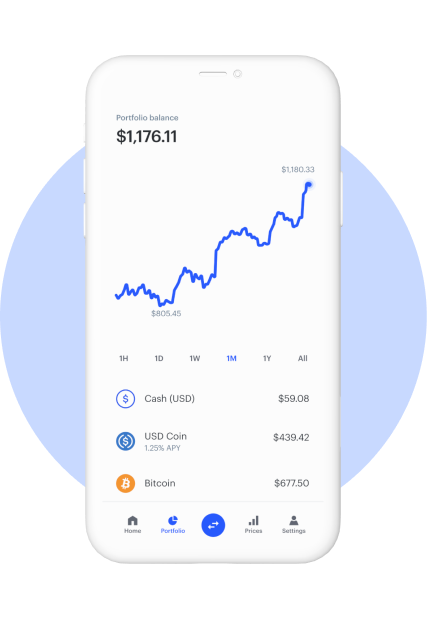 Portfolio balance
$1,176.11
$1,180.33
$805.45
1H 1D 1W 1M 1Y All
Cash (USD) $59.08
USD Coin $439.42
1.25% APY
Bitcoin $677.50
Home Portfolio Prices Settings